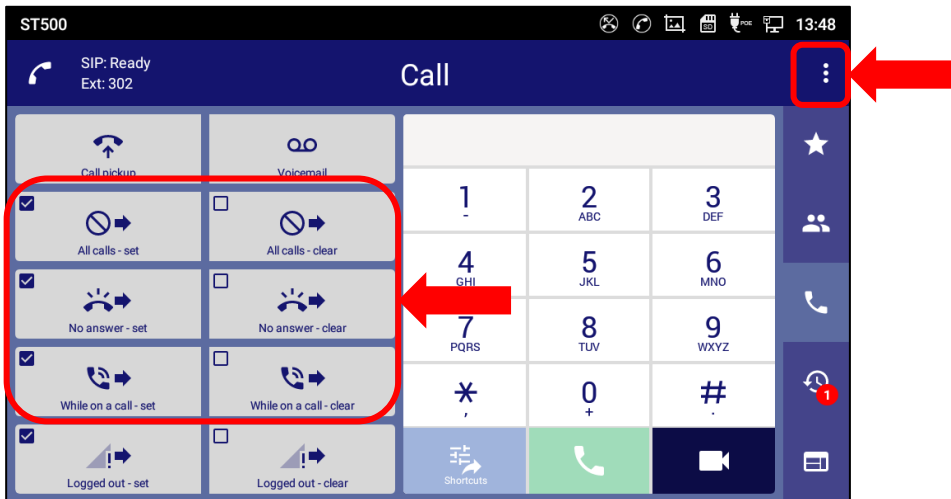 ST500
SD
POE
13:48
SIP: Ready
Ext: 302
Call
Call pickup
Voicemail
All calls - set
All calls - clear
No answer - set
No answer - clear
While on a call - set
While on a call - clear
Logged out - set
Logged out - clear
1
-
2
ABC
3
DEF
4
GHI
5
JKL
6
MNO
7
PQRS
8
TUV
9
WXYZ
*
,
0
+
#
.
Shortcuts
1